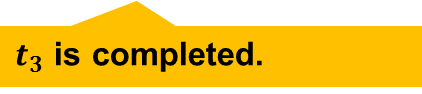 t₃ is completed.